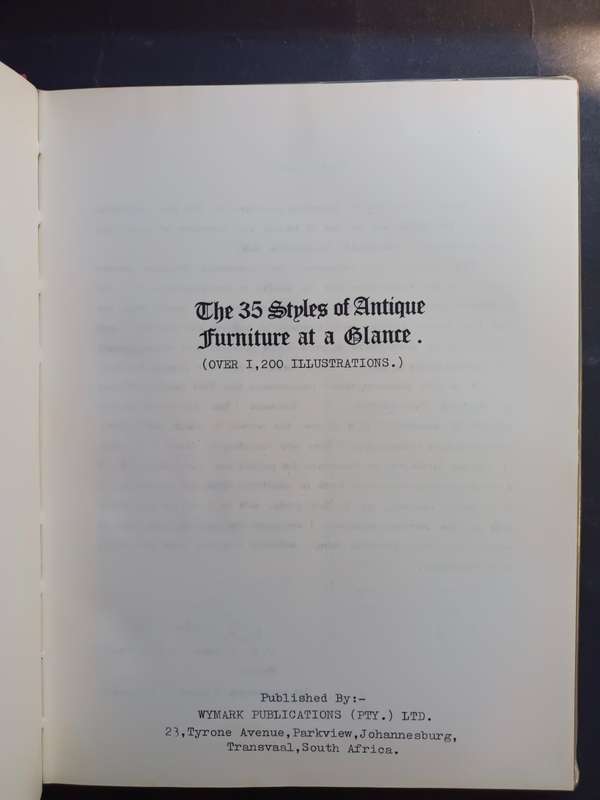 The 35 Styles of Antique
Furniture at a Glance .
(OVER I,200 ILLUSTRATIONS.)
Published By:-
WYMARK PUBLICATIONS (PTY.) LTD.
23,Tyrone Avenue,Parkview,Johannesburg,
Transvaal,South Africa.